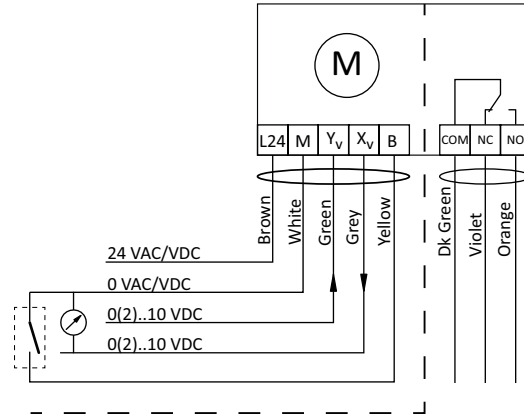 M
L24 M Yv Xv B COM NC NO
Brown White Green Grey Yellow Dk Green Violet Orange
24 VAC/VDC
0 VAC/VDC
0(2)..10 VDC
0(2)..10 VDC